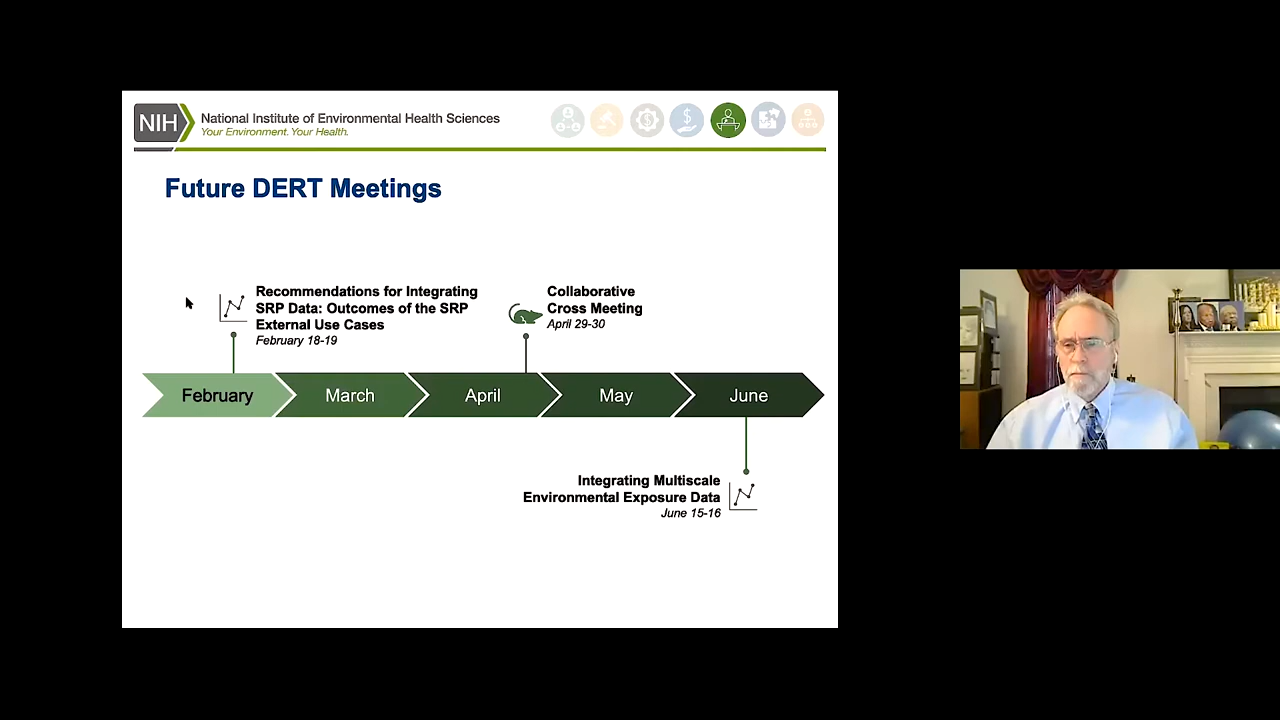 NIH
National Institute of Environmental Health Sciences
Your Environment. Your Health.
Future DERT Meetings
Recommendations for Integrating
SRP Data: Outcomes of the SRP
External Use Cases
February 18-19
Collaborative
Cross Meeting
April 29-30
February
March
April
May
June
Integrating Multiscale
Environmental Exposure Data
June 15-16